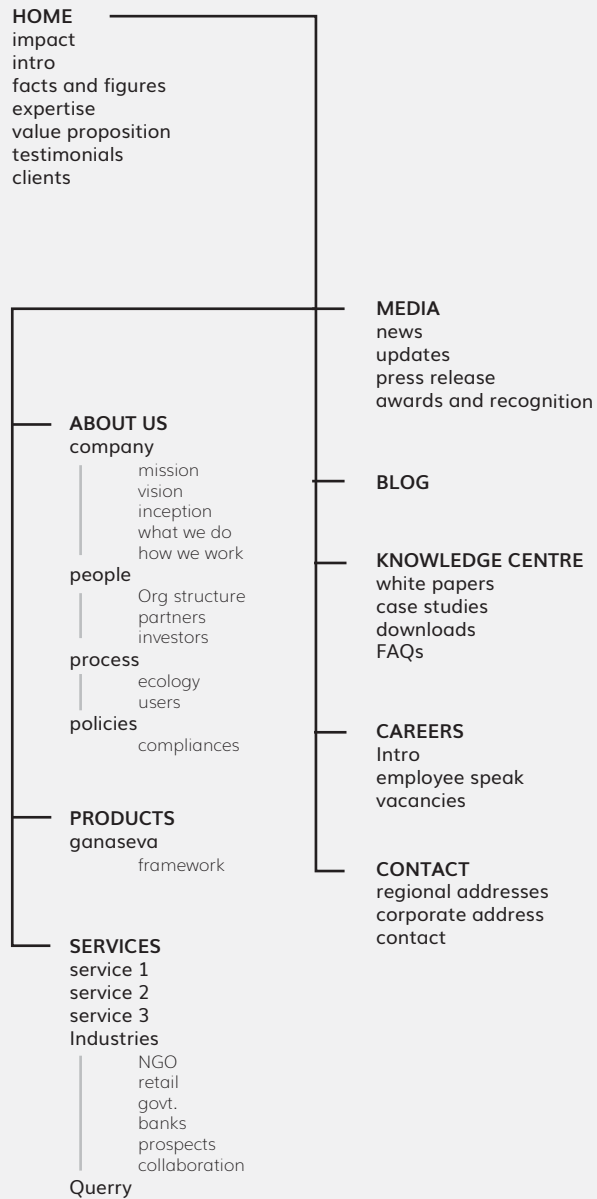 HOME
impact
intro
facts and figures
expertise
value proposition
testimonials
clients
ABOUT US
company
mission
vision
inception
what we do
how we work
people
Org structure
partners
investors
process
ecology
users
policies
compliances
PRODUCTS
ganaseva
framework
SERVICES
service 1
service 2
service 3
Industries
NGO
retail
govt.
banks
prospects
collaboration
Querry
MEDIA
news
updates
press release
awards and recognition
BLOG
KNOWLEDGE CENTRE
white papers
case studies
downloads
FAQs
CAREERS
Intro
employee speak
vacancies
CONTACT
regional addresses
corporate address
contact